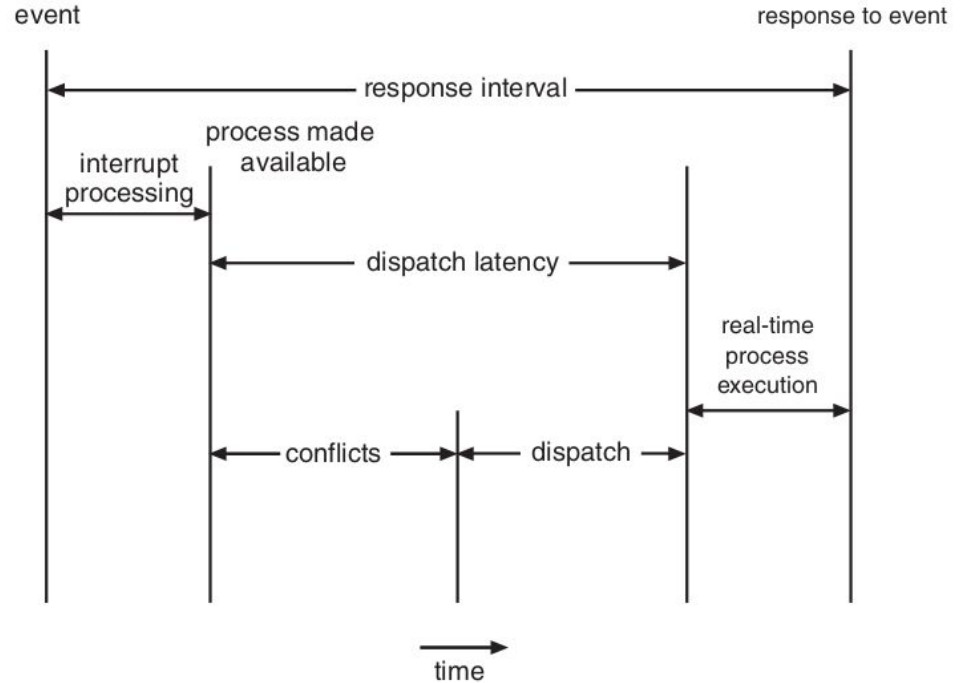 event
response to event
response interval
process made
available
interrupt
processing
dispatch latency
real-time
process
execution
conflicts
dispatch
time